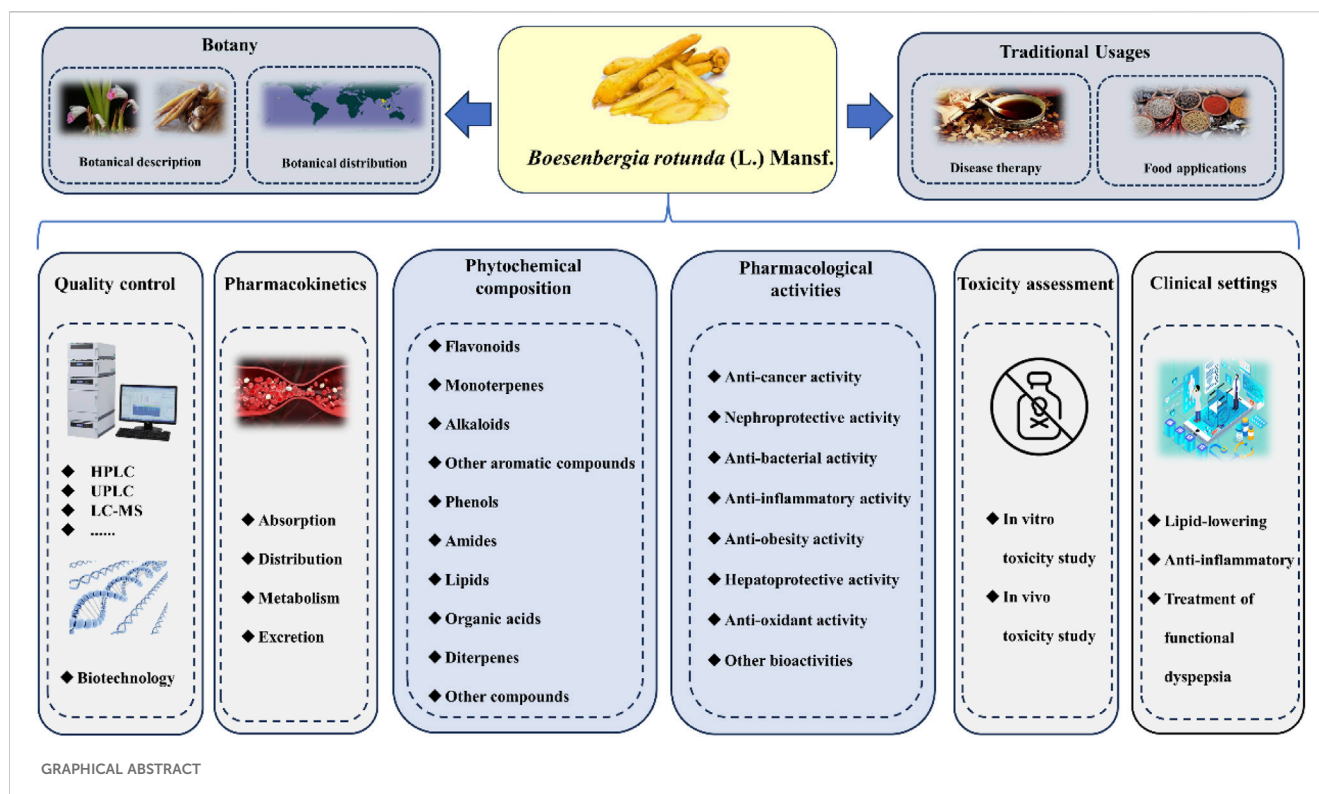 Botany
Botanical description
Botanical distribution
Boesenbergia rotunda (L.) Mansf.
Traditional Usages
Disease therapy
Food applications
Quality control
◆ HPLC
◆ UPLC
◆ LC-MS
◆ ......
◆ Biotechnology
Pharmacokinetics
◆ Absorption
◆ Distribution
◆ Metabolism
◆ Excretion
Phytochemical
composition
◆ Flavonoids
◆ Monoterpenes
◆ Alkaloids
◆ Other aromatic compounds
◆ Phenols
◆ Amides
◆ Lipids
◆ Organic acids
◆ Diterpenes
◆ Other compounds
Pharmacological
activities
◆ Anti-cancer activity
◆ Nephroprotective activity
◆ Anti-bacterial activity
◆ Anti-inflammatory activity
◆ Anti-obesity activity
◆ Hepatoprotective activity
◆ Anti-oxidant activity
◆ Other bioactivities
Toxicity assessment
◆ In vitro
toxicity study
◆ In vivo
toxicity study
Clinical settings
◆ Lipid-lowering
◆ Anti-inflammatory
◆ Treatment of
functional
dyspepsia
GRAPHICAL ABSTRACT